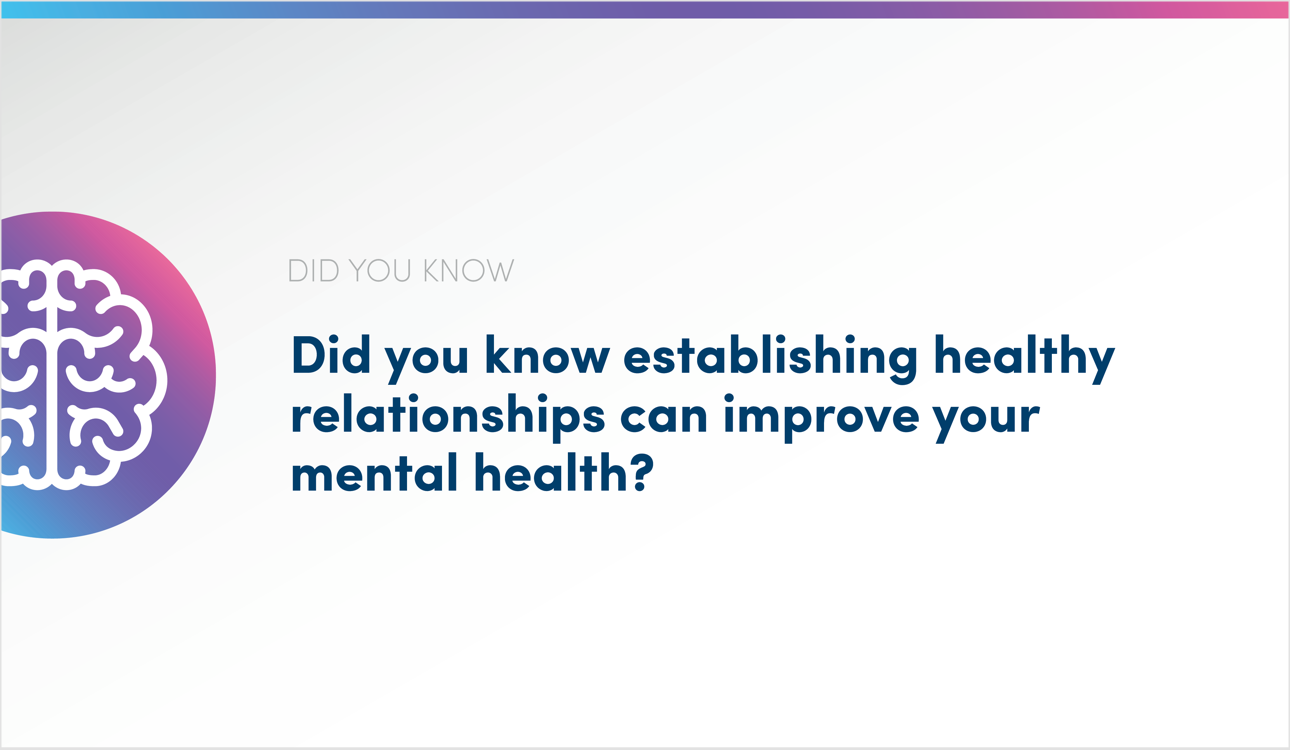 DID YOU KNOW
Did you know establishing healthy
relationships can improve your
mental health?